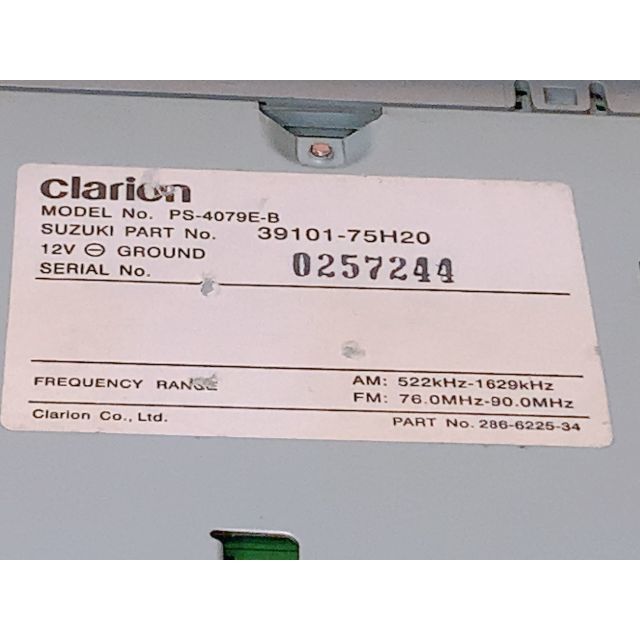 clarion
MODEL No. PS-4079E-B
SUZUKI PART No. 39101-75H20
12V ⊖ GROUND
SERIAL No. 0257244
FREQUENCY RANGE AM: 522kHz-1629kHz
FM: 76.0MHz-90.0MHz
Clarion Co., Ltd. PART No. 286-6225-34